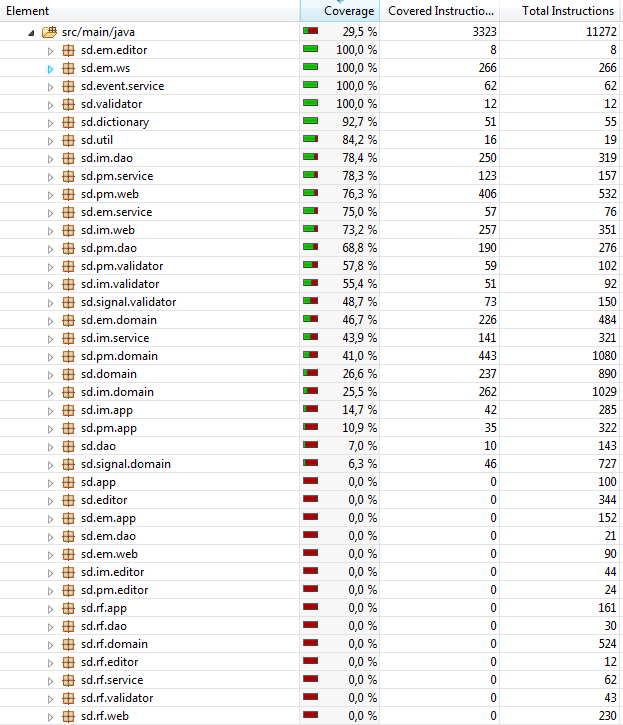 Element Coverage Covered Instructio... Total Instructions
src/main/java 29,5 % 3323 11272
sd.em.editor 100,0 % 8 8
sd.em.ws 100,0 % 266 266
sd.event.service 100,0 % 62 62
sd.validator 100,0 % 12 12
sd.dictionary 92,7 % 51 55
sd.util 84,2 % 16 19
sd.im.dao 78,4 % 250 319
sd.pm.service 78,3 % 123 157
sd.pm.web 76,3 % 406 532
sd.em.service 75,0 % 57 76
sd.im.web 73,2 % 257 351
sd.pm.dao 68,8 % 190 276
sd.pm.validator 57,8 % 59 102
sd.im.validator 55,4 % 51 92
sd.signal.validator 48,7 % 73 150
sd.em.domain 46,7 % 226 484
sd.im.service 43,9 % 141 321
sd.pm.domain 41,0 % 443 1080
sd.domain 26,6 % 237 890
sd.im.domain 25,5 % 262 1029
sd.im.app 14,7 % 42 285
sd.pm.app 10,9 % 35 322
sd.dao 7,0 % 10 143
sd.signal.domain 6,3 % 46 727
sd.app 0,0 % 0 100
sd.editor 0,0 % 0 344
sd.em.app 0,0 % 0 152
sd.em.dao 0,0 % 0 21
sd.em.web 0,0 % 0 90
sd.im.editor 0,0 % 0 44
sd.pm.editor 0,0 % 0 24
sd.rf.app 0,0 % 0 161
sd.rf.dao 0,0 % 0 30
sd.rf.domain 0,0 % 0 524
sd.rf.editor 0,0 % 0 12
sd.rf.service 0,0 % 0 62
sd.rf.validator 0,0 % 0 43
sd.rf.web 0,0 % 0 230